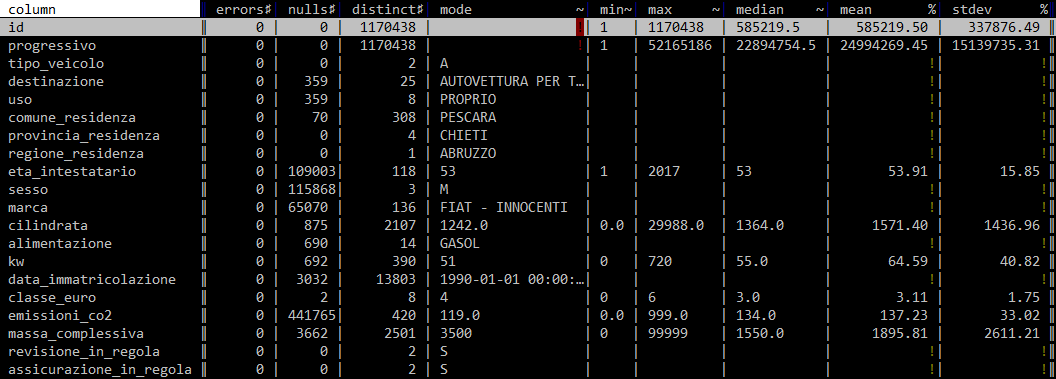 column errors♯ nulls♯ distinct♯ mode ~ min~ max ~ median ~ mean % stdev %
id 0 0 1170438 ! 1 1170438 585219.5 585219.50 337876.49
progressivo 0 0 1170438 ! 1 52165186 22894754.5 24994269.45 15139735.31
tipo_veicolo 0 0 2 A ! !
destinazione 0 359 25 AUTOVETTURA PER T… ! !
uso 0 359 8 PROPRIO ! !
comune_residenza 0 70 308 PESCARA ! !
provincia_residenza 0 0 4 CHIETI ! !
regione_residenza 0 0 1 ABRUZZO ! !
eta_intestatario 0 109003 118 53 1 2017 53 53.91 15.85
sesso 0 115868 3 M ! !
marca 0 65070 136 FIAT - INNOCENTI ! !
cilindrata 0 875 2107 1242.0 0.0 29988.0 1364.0 1571.40 1436.96
alimentazione 0 690 14 GASOL ! !
kw 0 692 390 51 0 720 55.0 64.59 40.82
data_immatricolazione 0 3032 13803 1990-01-01 00:00:… ! !
classe_euro 0 2 8 4 0 6 3.0 3.11 1.75
emissioni_co2 0 441765 420 119.0 0.0 999.0 134.0 137.23 33.02
massa_complessiva 0 3662 2501 3500 0 99999 1550.0 1895.81 2611.21
revisione_in_regola 0 0 2 S ! !
assicurazione_in_regola 0 0 2 S ! !